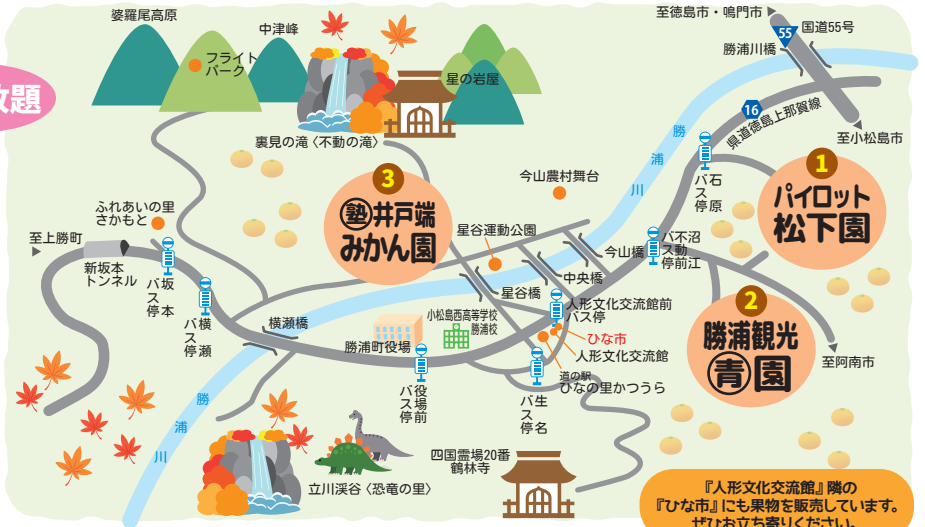 婆羅尾高原
中津峰
フライト
パーク
星の岩屋
裏見の滝〈不動の滝〉
至徳島市・鳴門市
55
国道55号
勝浦川橋
16
県道徳島上那賀線
至小松島市
勝浦川
放題
1
パイロット
松下園
石原
バス停
3
塾井戸端
みかん園
今山農村舞台
ふれあいの里
さかもと
至上勝町
新坂本
トンネル
坂本
バス停
横瀬
バス停
星谷運動公園
星谷橋
中央橋
今山橋
沼江
不動前
バス停
2
勝浦観光
青園
至阿南市
横瀬橋
勝浦町役場
小松島西高等学校
勝浦校
人形文化交流館前
バス停
ひな市
人形文化交流館
道の駅
ひなの里かつうら
役場前
バス停
生名
バス停
勝浦川
立川渓谷〈恐竜の里〉
四国霊場20番
鶴林寺
『人形文化交流館』隣の
『ひな市』にも果物を販売しています。
ぜひお立ち寄りください。